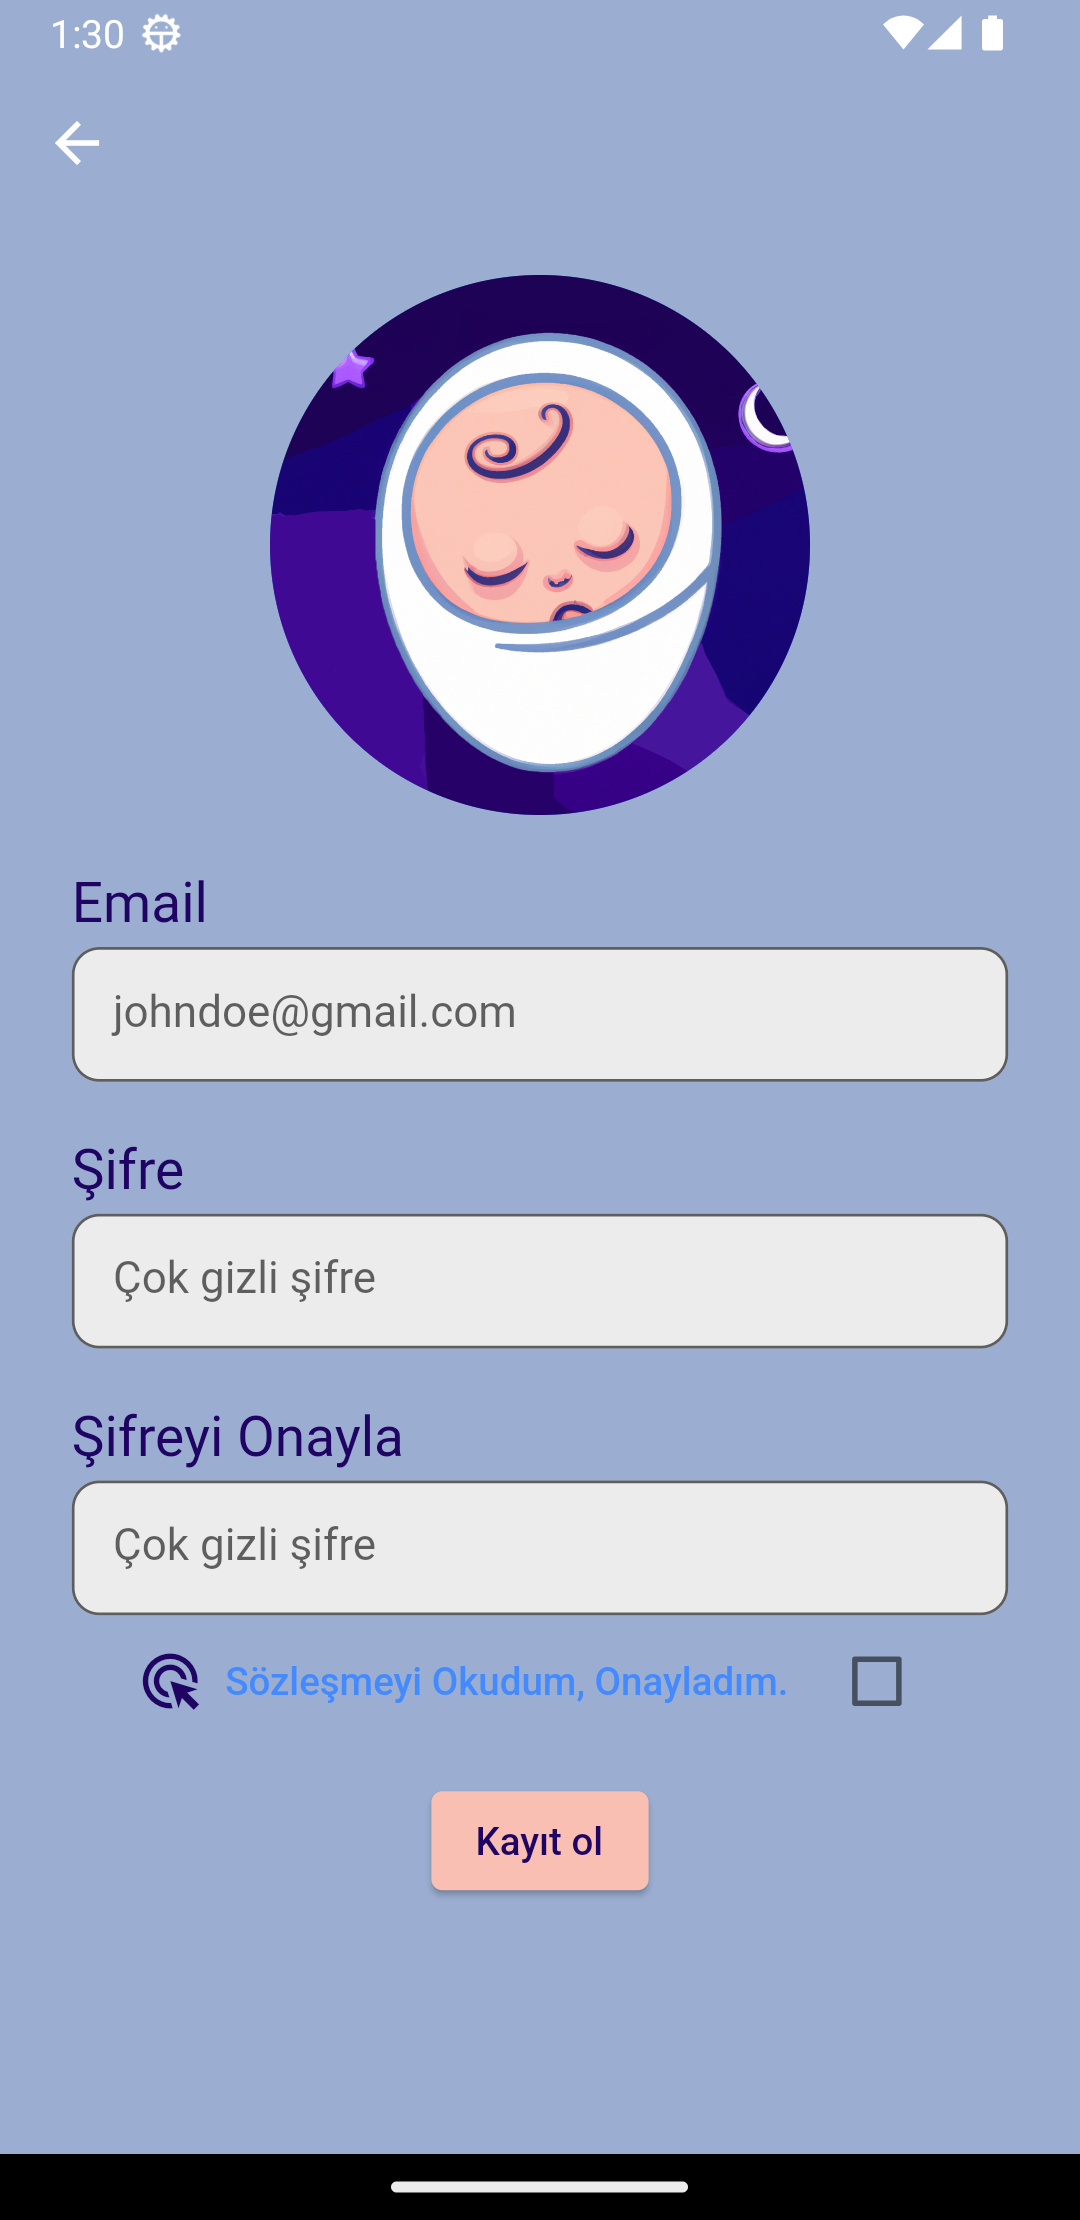 1:30
Email
johndoe@gmail.com
Şifre
Çok gizli şifre
Şifreyi Onayla
Çok gizli şifre
Sözleşmeyi Okudum, Onayladım.
Kayıt ol